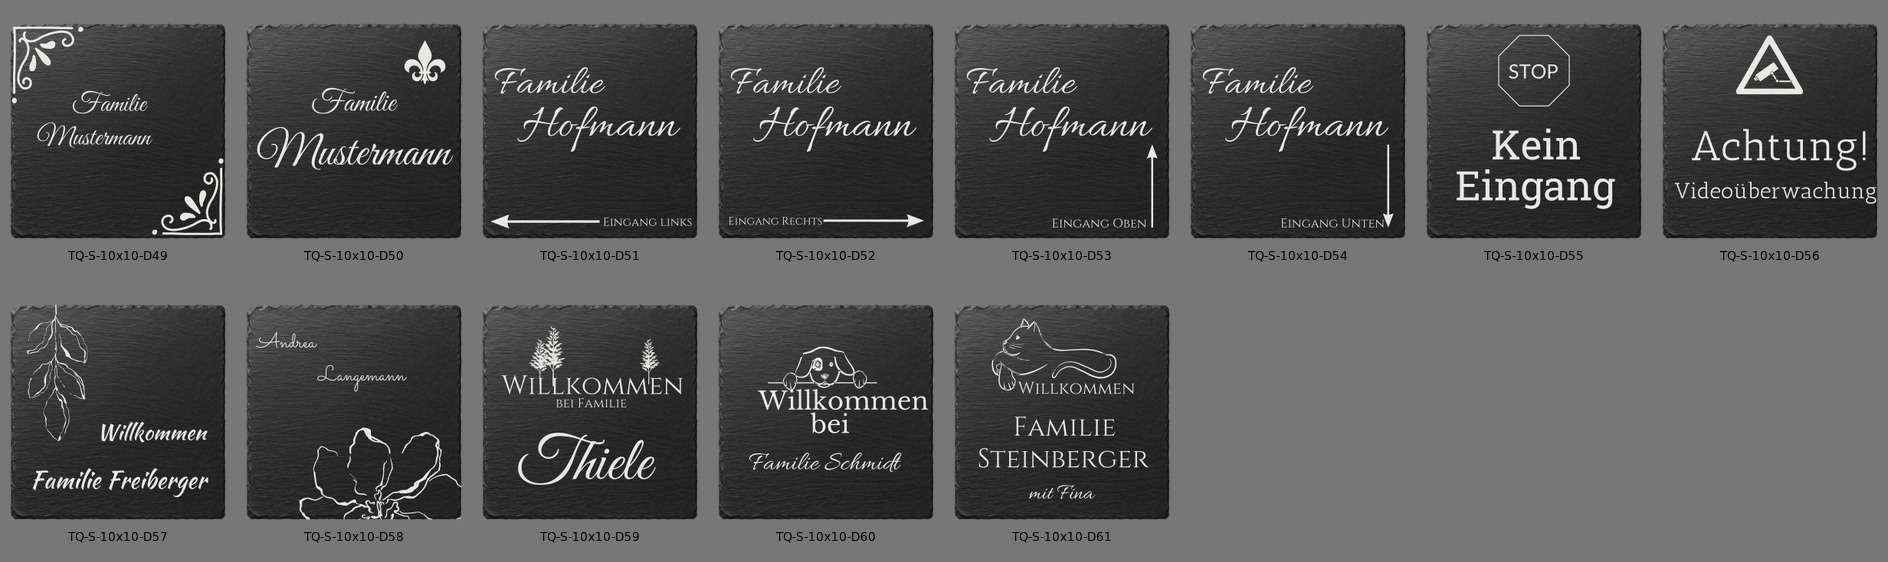 Familie
Mustermann
TQ-S-10x10-D49
Familie
Mustermann
TQ-S-10x10-D50
Familie
Hofmann
EINGANG LINKS
TQ-S-10x10-D51
Familie
Hofmann
EINGANG RECHTS
TQ-S-10x10-D52
Familie
Hofmann
EINGANG OBEN
TQ-S-10x10-D53
Familie
Hofmann
EINGANG UNTEN
TQ-S-10x10-D54
STOP
Kein
Eingang
TQ-S-10x10-D55
Achtung!
Videoüberwachung
TQ-S-10x10-D56
Willkommen
Familie Freiberger
TQ-S-10x10-D57
Andrea
Langemann
TQ-S-10x10-D58
WILLKOMMEN
BEI FAMILIE
Thiele
TQ-S-10x10-D59
Willkommen
bei
Familie Schmidt
TQ-S-10x10-D60
WILLKOMMEN
FAMILIE
STEINBERGER
mit Fina
TQ-S-10x10-D61